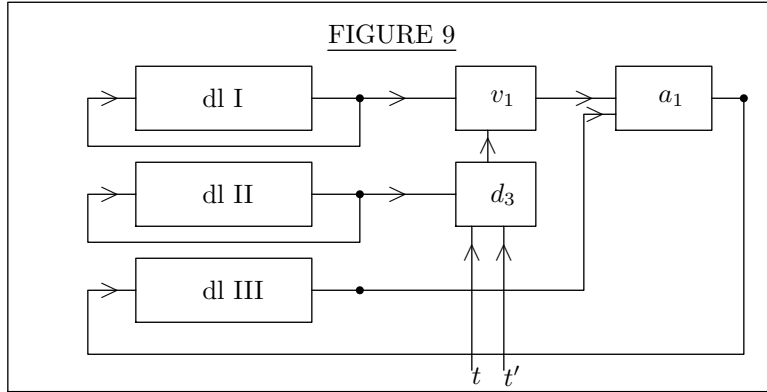 FIGURE 9
dl I
v₁
a₁
dl II
d₃
dl III
t t′